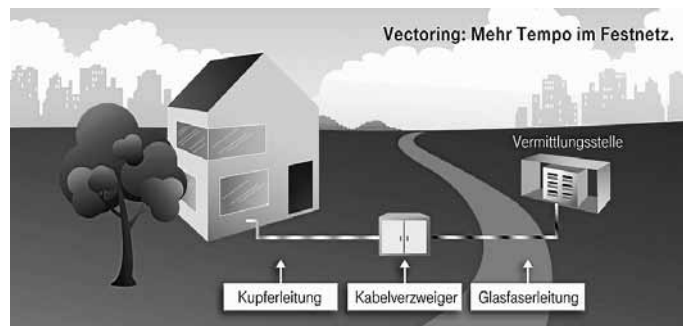 Vectoring: Mehr Tempo im Festnetz.
Vermittlungsstelle
Kupferleitung
Kabelverzweiger
Glasfaserleitung